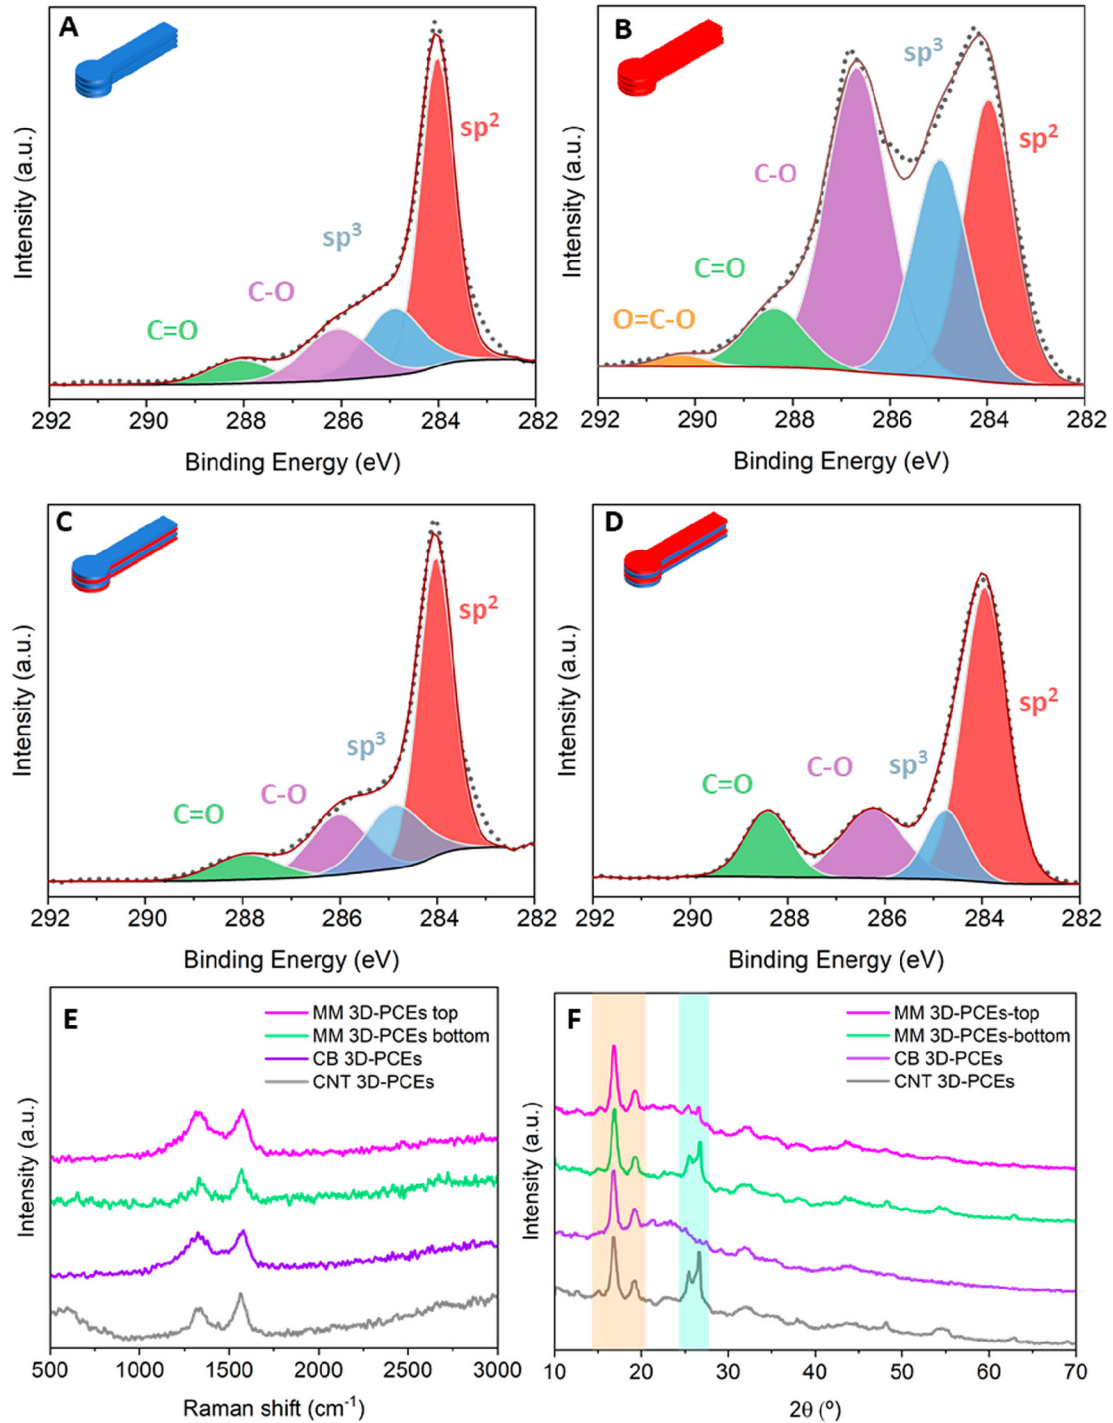 A
sp2
sp3
C-O
C=O
Intensity (a.u.)
292 290 288 286 284 282
Binding Energy (eV)
B
sp3
sp2
C-O
C=O
O=C-O
Intensity (a.u.)
292 290 288 286 284 282
Binding Energy (eV)
C
sp2
sp3
C-O
C=O
Intensity (a.u.)
292 290 288 286 284 282
Binding Energy (eV)
D
sp2
sp3
C-O
C=O
Intensity (a.u.)
292 290 288 286 284 282
Binding Energy (eV)
E
MM 3D-PCEs top
MM 3D-PCEs bottom
CB 3D-PCEs
CNT 3D-PCEs
Intensity (a.u.)
500 1000 1500 2000 2500 3000
Raman shift (cm-1)
F
MM 3D-PCEs-top
MM 3D-PCEs-bottom
CB 3D-PCEs
CNT 3D-PCEs
Intensity (a.u.)
10 20 30 40 50 60 70
2θ (º)